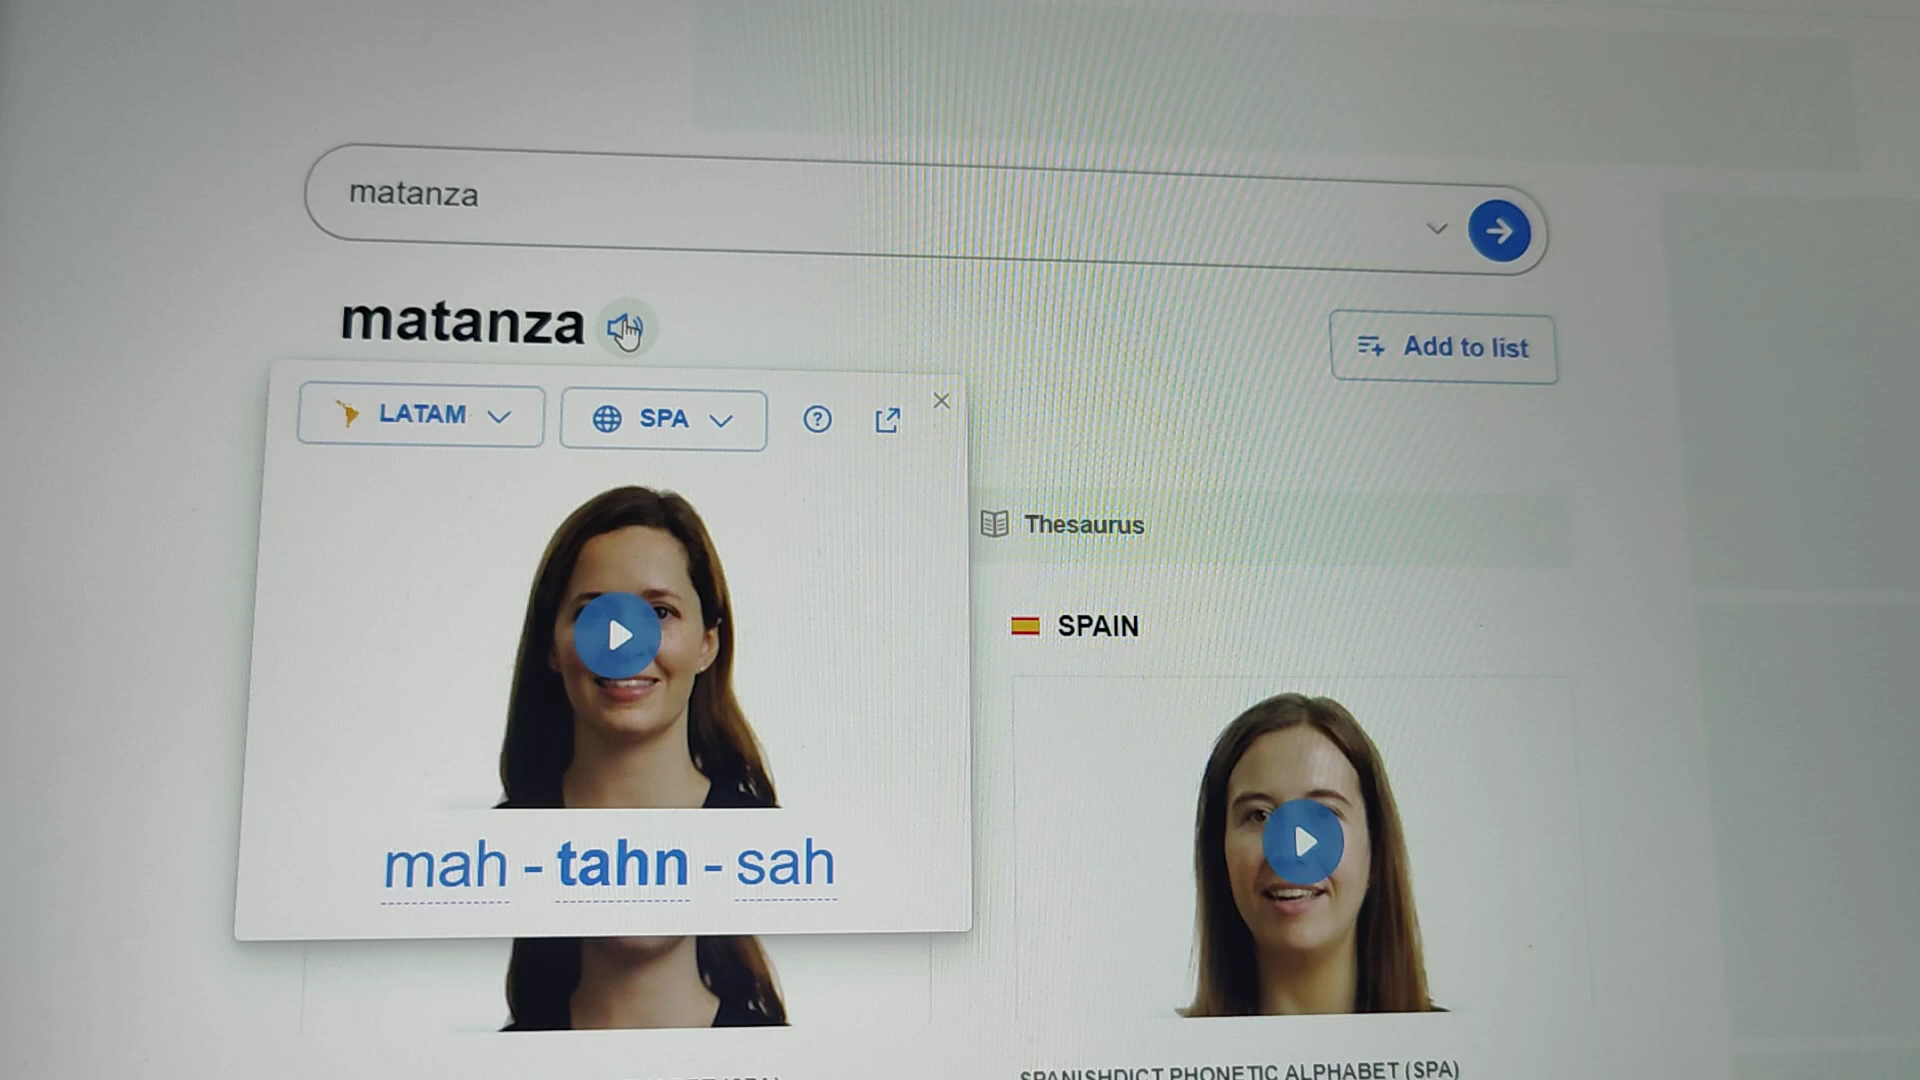 matanza
matanza
Add to list
LATAM
SPA
?
Thesaurus
SPAIN
mah - tahn - sah
SPANISHDICT PHONETIC ALPHABET (SPA)